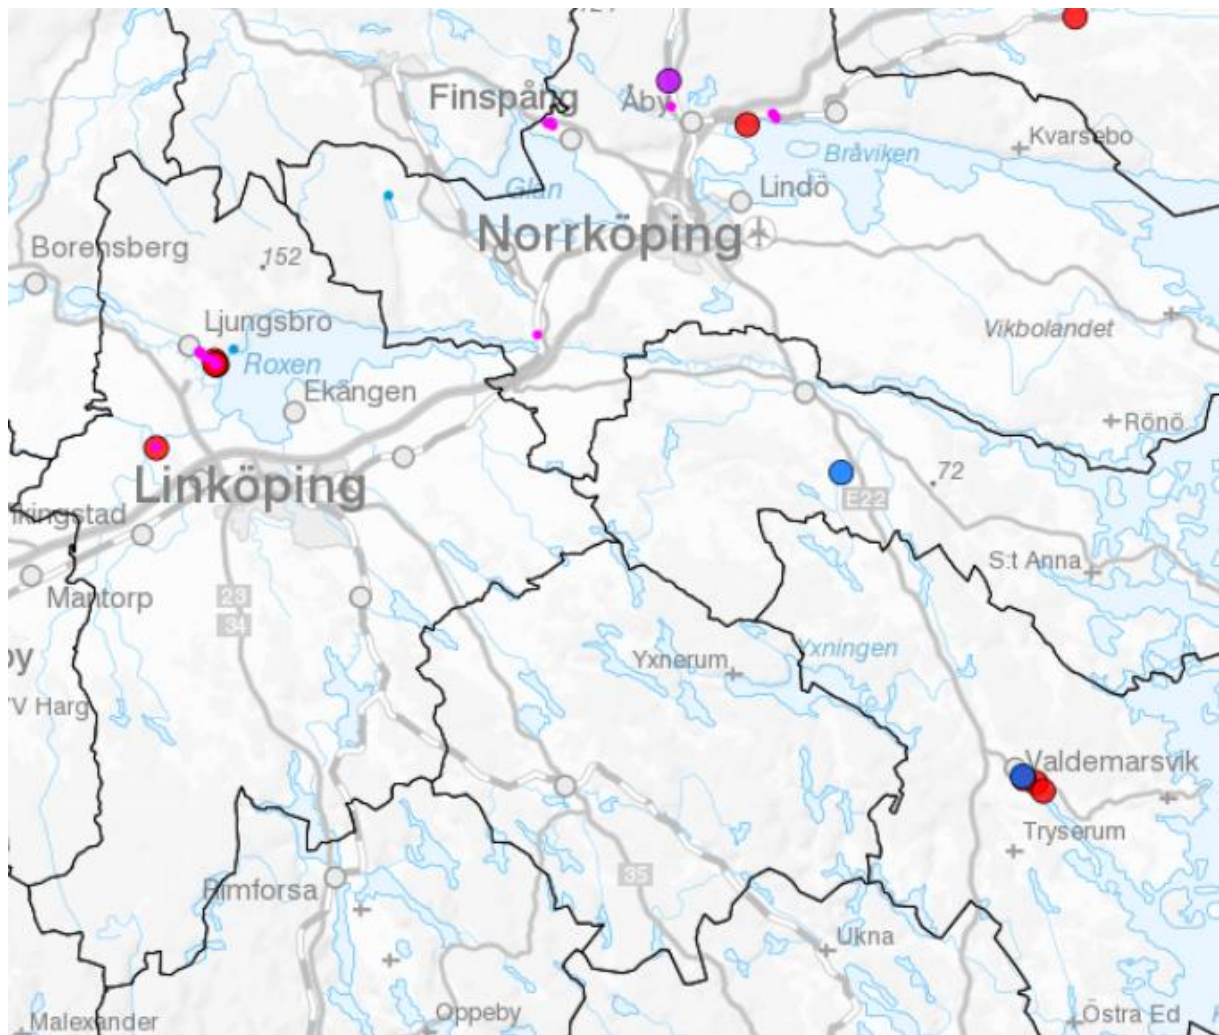 Finspång
Åby
Kvarsebo
Bråviken
Glan
Lindö
Norrköping
Borensberg
152
Ljungsbro
Vikbolandet
Roxen
Ekängen
Rönö
Linköping
72
E22
S:t Anna
Mantorp
23
34
Yxningen
Yxnerum
V Harg
Valdemarsvik
Tryserum
35
Rimforsa
Ukna
Oppeby
Malexander
Östra Ed